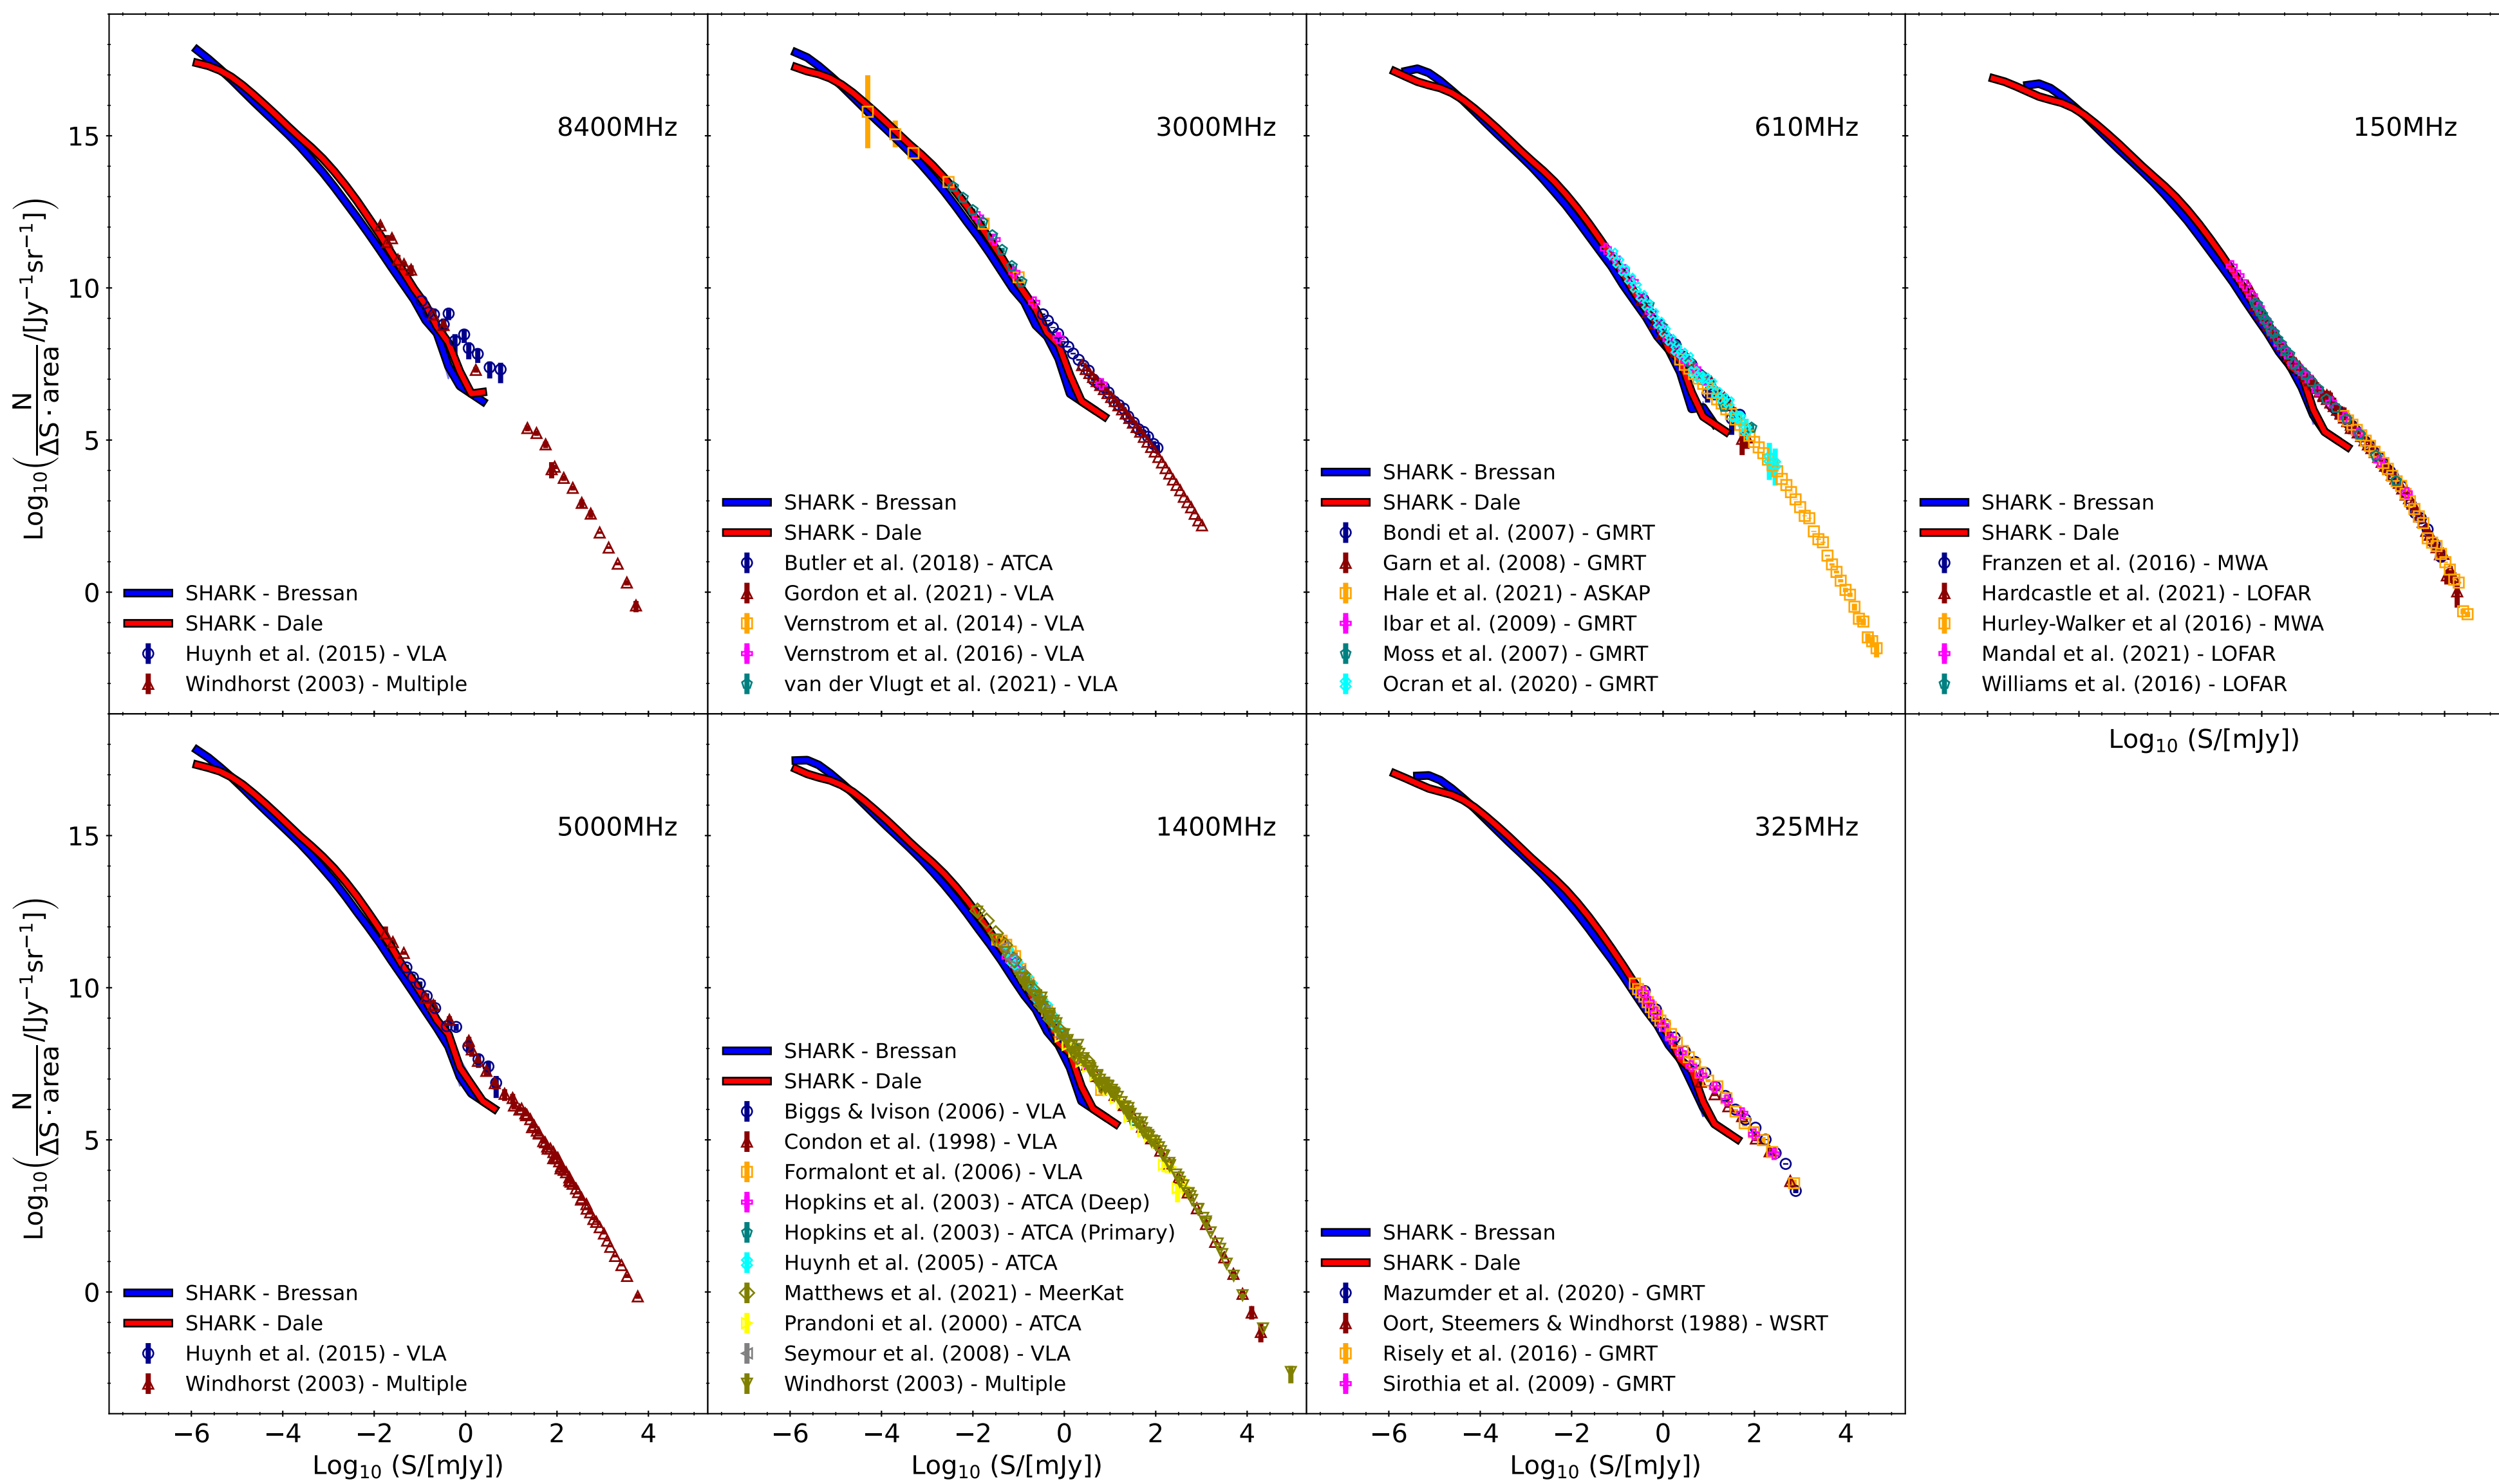 8400MHz
15
10
5
0
Log₁₀(N/ΔS · area/[Jy⁻¹sr⁻¹])
SHARK - Bressan
SHARK - Dale
Huynh et al. (2015) - VLA
Windhorst (2003) - Multiple
3000MHz
SHARK - Bressan
SHARK - Dale
Butler et al. (2018) - ATCA
Gordon et al. (2021) - VLA
Vernstrom et al. (2014) - VLA
Vernstrom et al. (2016) - VLA
van der Vlugt et al. (2021) - VLA
610MHz
SHARK - Bressan
SHARK - Dale
Bondi et al. (2007) - GMRT
Garn et al. (2008) - GMRT
Hale et al. (2021) - ASKAP
Ibar et al. (2009) - GMRT
Moss et al. (2007) - GMRT
Ocran et al. (2020) - GMRT
150MHz
SHARK - Bressan
SHARK - Dale
Franzen et al. (2016) - MWA
Hardcastle et al. (2021) - LOFAR
Hurley-Walker et al (2016) - MWA
Mandal et al. (2021) - LOFAR
Williams et al. (2016) - LOFAR
Log₁₀ (S/[mJy])
5000MHz
15
10
5
0
Log₁₀(N/ΔS · area/[Jy⁻¹sr⁻¹])
SHARK - Bressan
SHARK - Dale
Huynh et al. (2015) - VLA
Windhorst (2003) - Multiple
−6 −4 −2 0 2 4
Log₁₀ (S/[mJy])
1400MHz
SHARK - Bressan
SHARK - Dale
Biggs & Ivison (2006) - VLA
Condon et al. (1998) - VLA
Formalont et al. (2006) - VLA
Hopkins et al. (2003) - ATCA (Deep)
Hopkins et al. (2003) - ATCA (Primary)
Huynh et al. (2005) - ATCA
Matthews et al. (2021) - MeerKat
Prandoni et al. (2000) - ATCA
Seymour et al. (2008) - VLA
Windhorst (2003) - Multiple
−6 −4 −2 0 2 4
Log₁₀ (S/[mJy])
325MHz
SHARK - Bressan
SHARK - Dale
Mazumder et al. (2020) - GMRT
Oort, Steemers & Windhorst (1988) - WSRT
Risely et al. (2016) - GMRT
Sirothia et al. (2009) - GMRT
−6 −4 −2 0 2 4
Log₁₀ (S/[mJy])